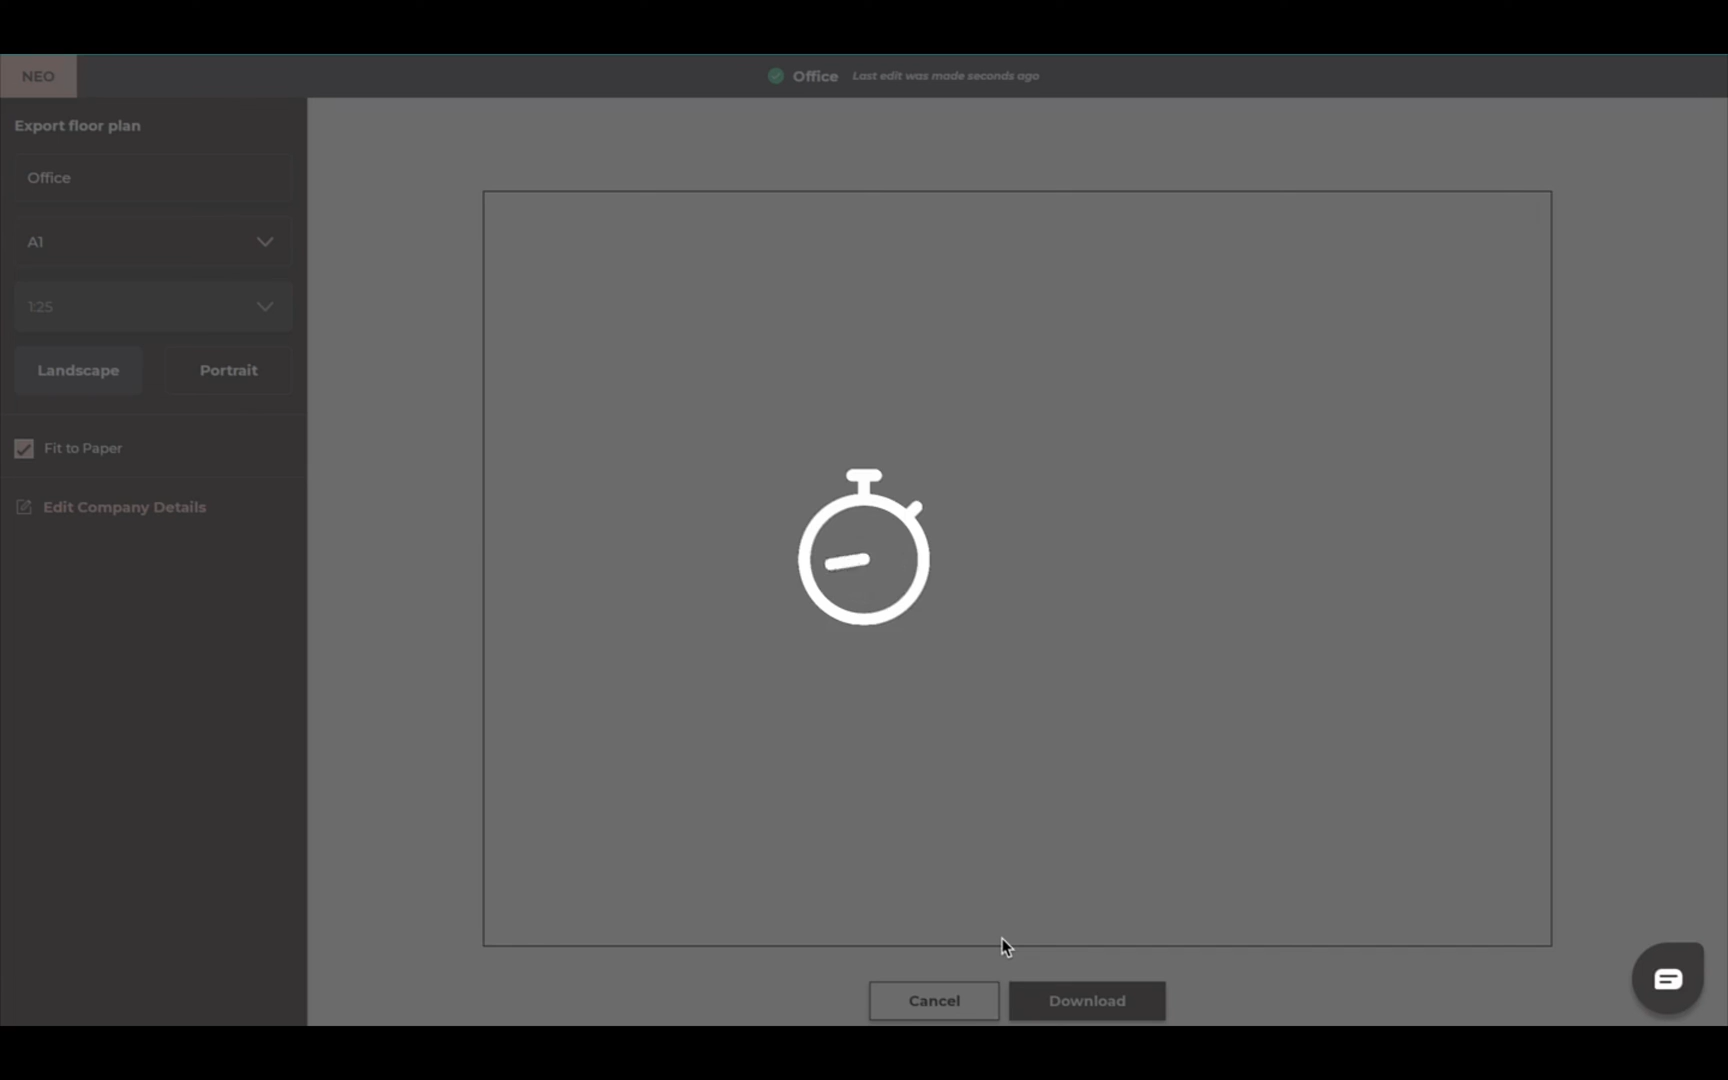 NEO
Office Last edit was made seconds ago
Export floor plan
Office
A1
1:25
Landscape Portrait
Fit to Paper
Edit Company Details
Cancel Download